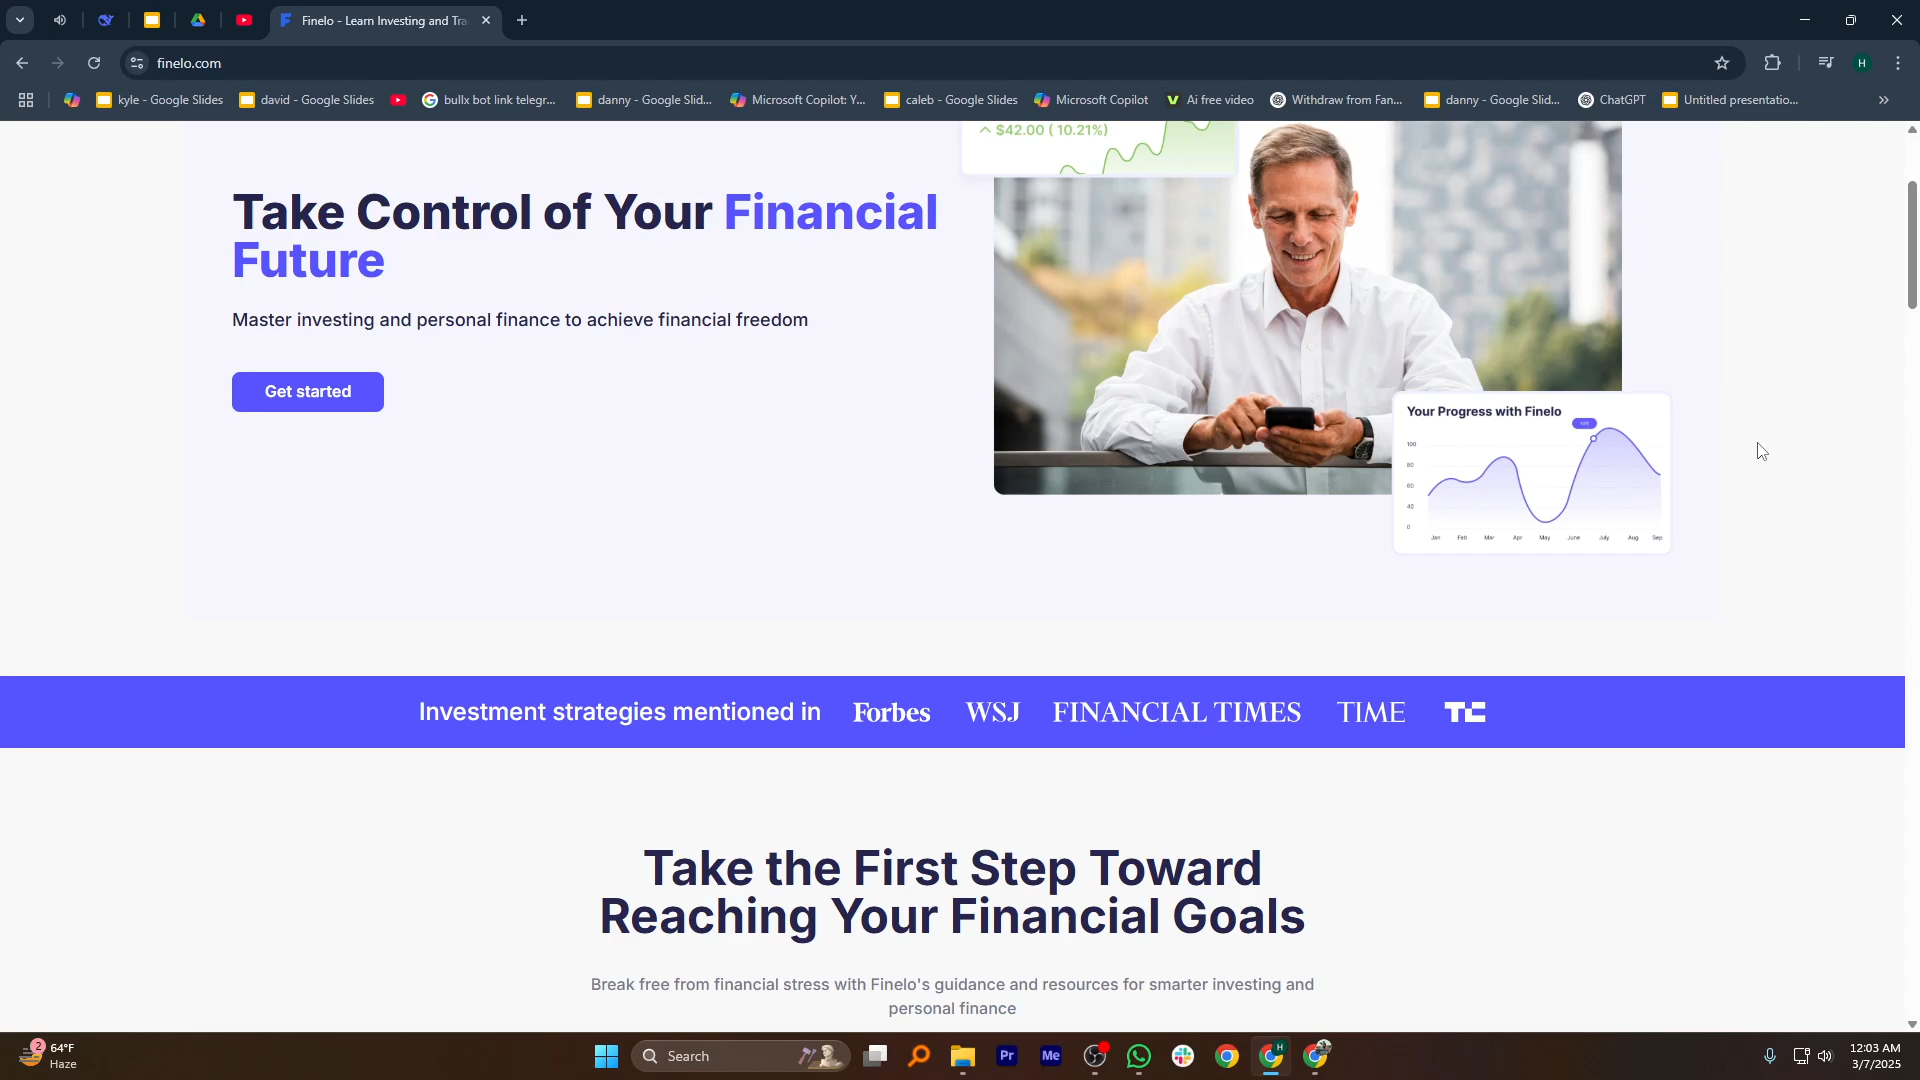 Finelo - Learn Investing and Tra
finelo.com
H
kyle - Google Slides
david - Google Slides
bullx bot link telegr...
danny - Google Slid...
Microsoft Copilot: Y...
caleb - Google Slides
Microsoft Copilot
Ai free video
Withdraw from Fan...
danny - Google Slid...
ChatGPT
Untitled presentatio...
$42.00 ( 10.21%)
Take Control of Your Financial
Future
Master investing and personal finance to achieve financial freedom
Get started
Your Progress with Finelo
100
80
60
40
0
Jan Feb Mar Apr May June July Aug Sep
Investment strategies mentioned in Forbes WSJ FINANCIAL TIMES TIME TC
Take the First Step Toward
Reaching Your Financial Goals
Break free from financial stress with Finelo's guidance and resources for smarter investing and
personal finance
2
64°F
Haze
Search
Pr
Me
H
12:03 AM
3/7/2025